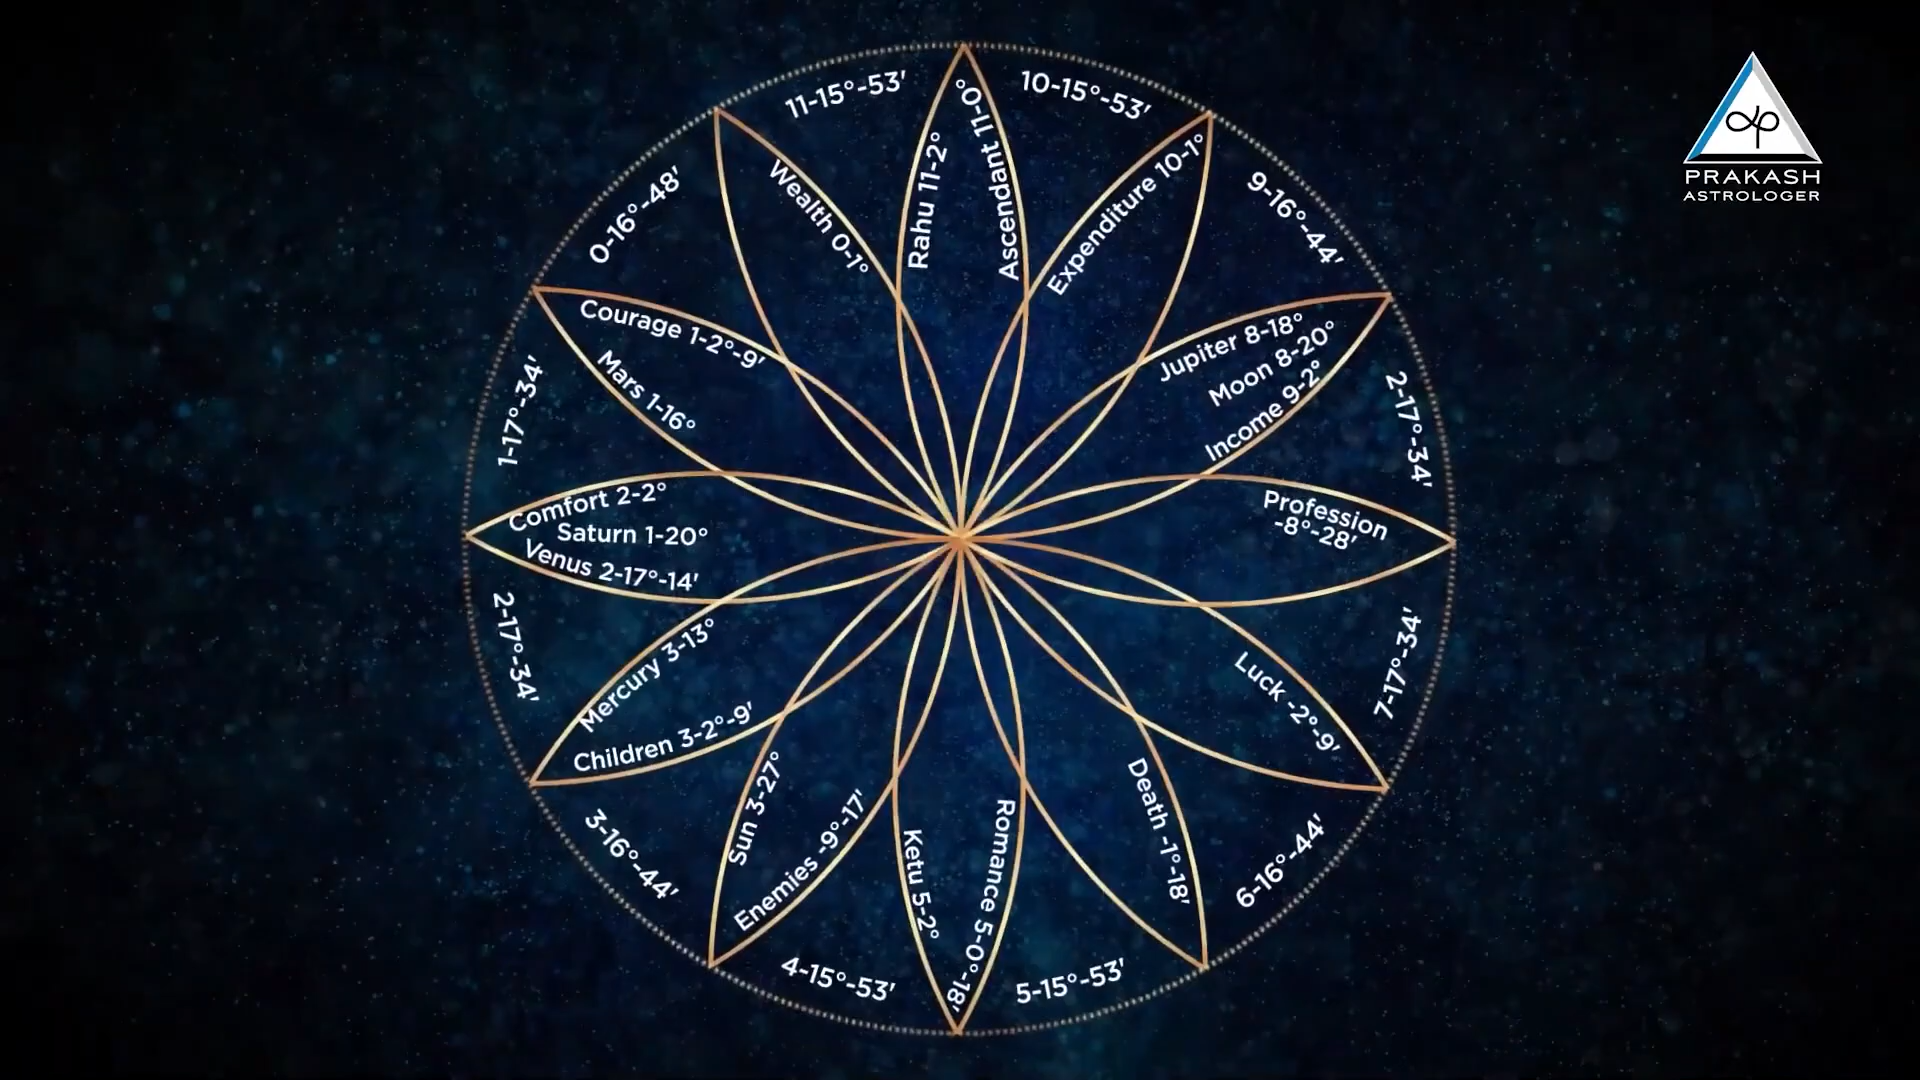 11-15°-53'
10-15°-53'
Rahu 11-2°
Ascendant 11-0°
Wealth 0-1°
Expenditure 10-1°
0-16°-48'
9-16°-44'
Courage 1-2°-9'
Mars 1-16°
Jupiter 8-18°
Moon 8-20°
Income 9-2°
1-17°-34'
2-17°-34'
Comfort 2-2°
Saturn 1-20°
Venus 2-17°-14'
Profession
-8°-28'
2-17°-34'
7-17°-34'
Mercury 3-13°
Children 3-2°-9'
Luck -2°-9'
Sun 3-27°
Enemies -9°-17'
Ketu 5-2°
Romance 5-0°-18'
Death -1°-18'
3-16°-44'
6-16°-44'
4-15°-53'
5-15°-53'
PRAKASH
ASTROLOGER